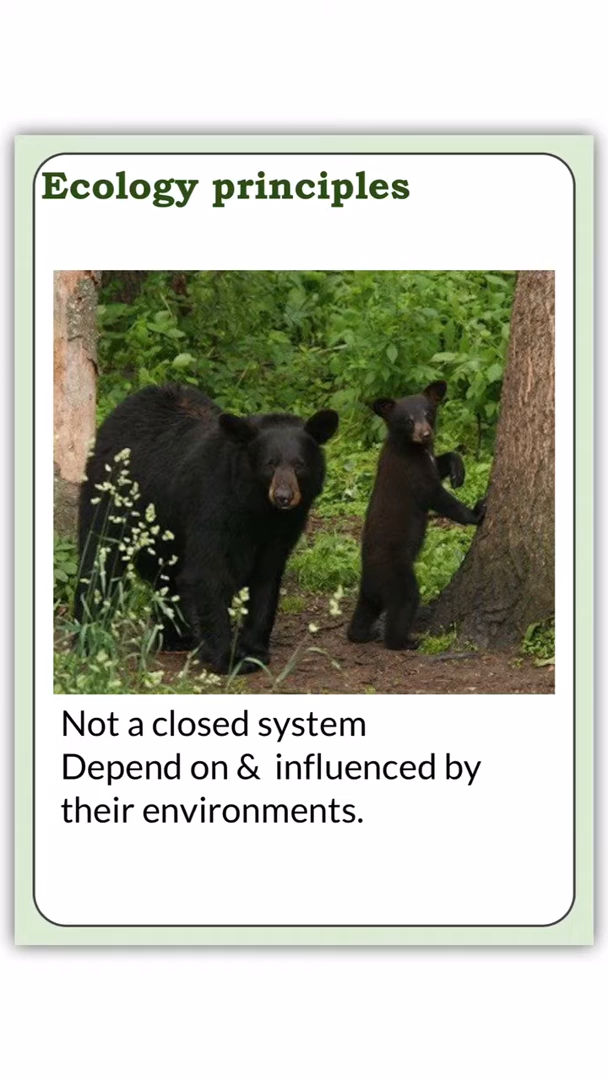 Ecology principles
Not a closed system
Depend on &  influenced by
their environments.